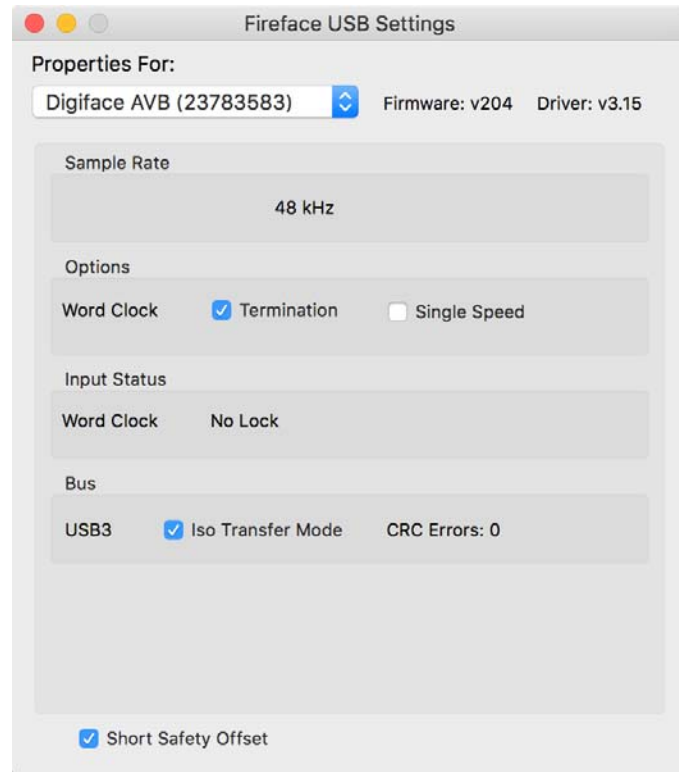 Fireface USB Settings
Properties For:
Digiface AVB (23783583) Firmware: v204 Driver: v3.15
Sample Rate
48 kHz
Options
Word Clock Termination Single Speed
Input Status
Word Clock No Lock
Bus
USB3 Iso Transfer Mode CRC Errors: 0
Short Safety Offset